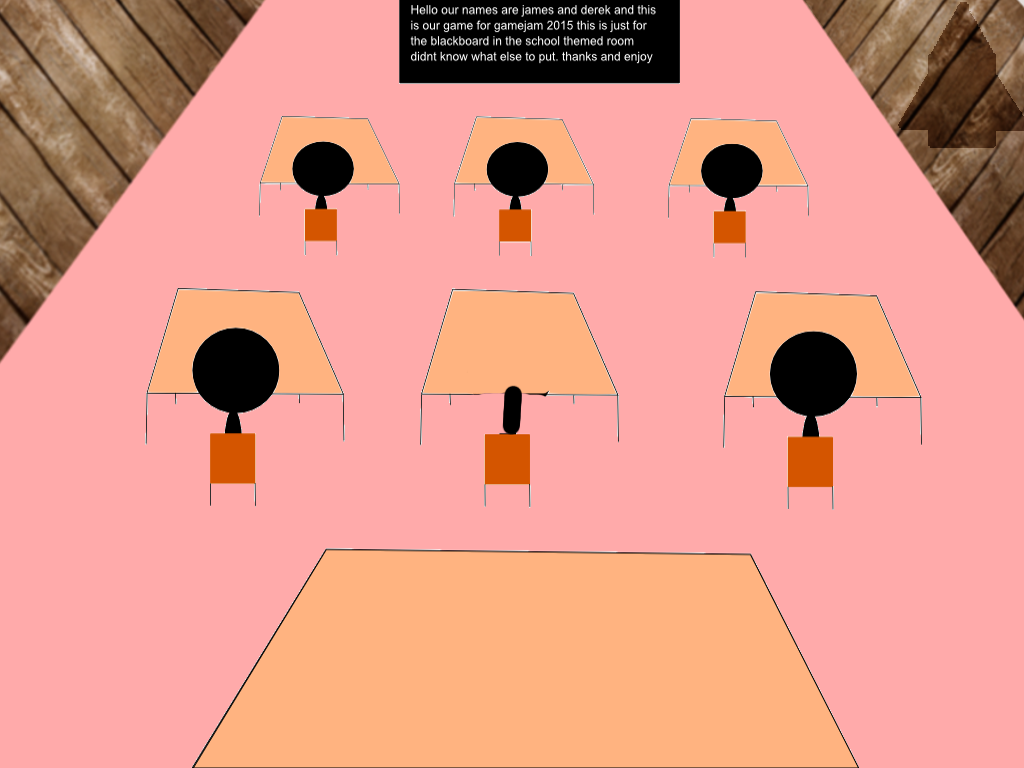 Hello our names are james and derek and this
is our game for gamejam 2015 this is just for
the blackboard in the school themed room
didnt know what else to put. thanks and enjoy